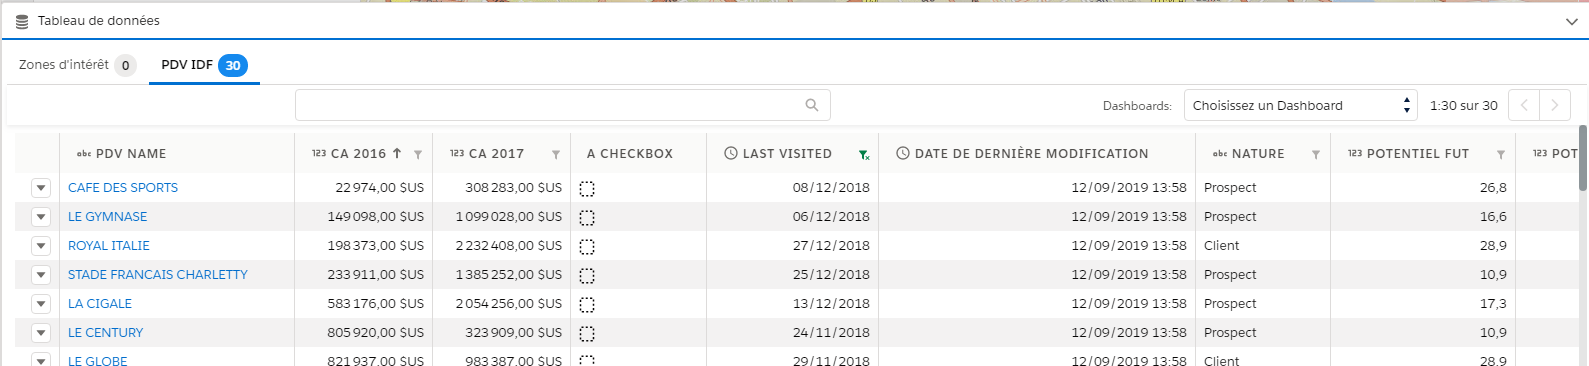 Tableau de données
Zones d'intérêt 0 PDV IDF 30
Dashboards: Choisissez un Dashboard 1:30 sur 30
abc PDV NAME 123 CA 2016 123 CA 2017 A CHECKBOX LAST VISITED DATE DE DERNIÈRE MODIFICATION abc NATURE 123 POTENTIEL FUT 123 POT
CAFE DES SPORTS 22 974,00 $US 308 283,00 $US 08/12/2018 12/09/2019 13:58 Prospect 26,8
LE GYMNASE 149 098,00 $US 1 099 028,00 $US 06/12/2018 12/09/2019 13:58 Prospect 16,6
ROYAL ITALIE 198 373,00 $US 2 232 408,00 $US 27/12/2018 12/09/2019 13:58 Client 28,9
STADE FRANCAIS CHARLETTY 233 911,00 $US 1 385 252,00 $US 25/12/2018 12/09/2019 13:58 Prospect 10,9
LA CIGALE 583 176,00 $US 2 054 256,00 $US 13/12/2018 12/09/2019 13:58 Prospect 17,3
LE CENTURY 805 920,00 $US 323 909,00 $US 24/11/2018 12/09/2019 13:58 Prospect 10,9
LE GLOBE 821 937,00 $US 983 387,00 $US 29/11/2018 12/09/2019 13:58 Client 28,9